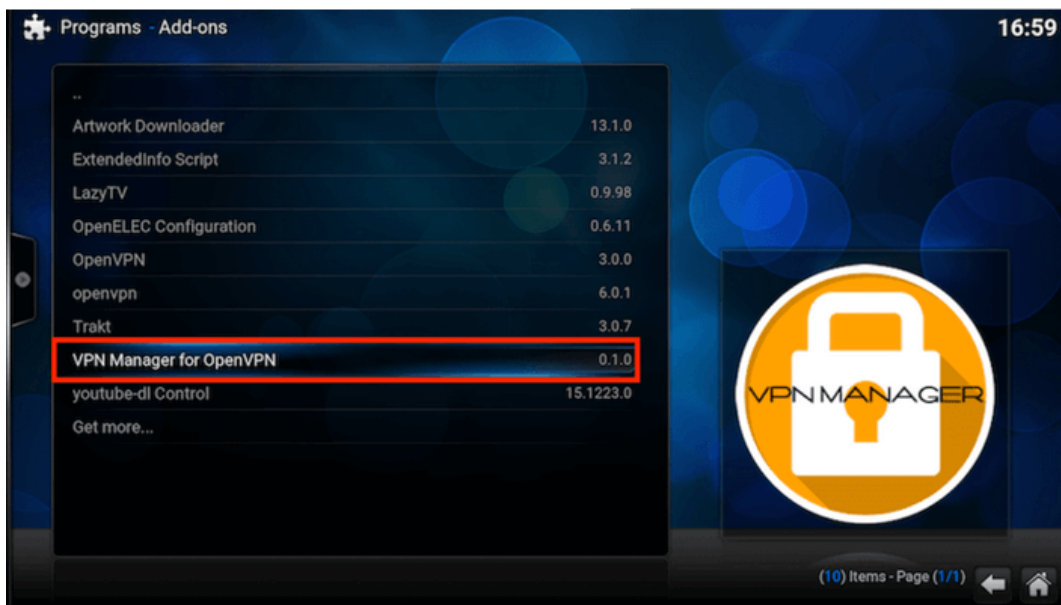 Programs - Add-ons
16:59
..
Artwork Downloader 13.1.0
ExtendedInfo Script 3.1.2
LazyTV 0.9.98
OpenELEC Configuration 0.6.11
OpenVPN 3.0.0
openvpn 6.0.1
Trakt 3.0.7
VPN Manager for OpenVPN 0.1.0
youtube-dl Control 15.1223.0
Get more...
VPN MANAGER
(10) Items - Page (1/1)